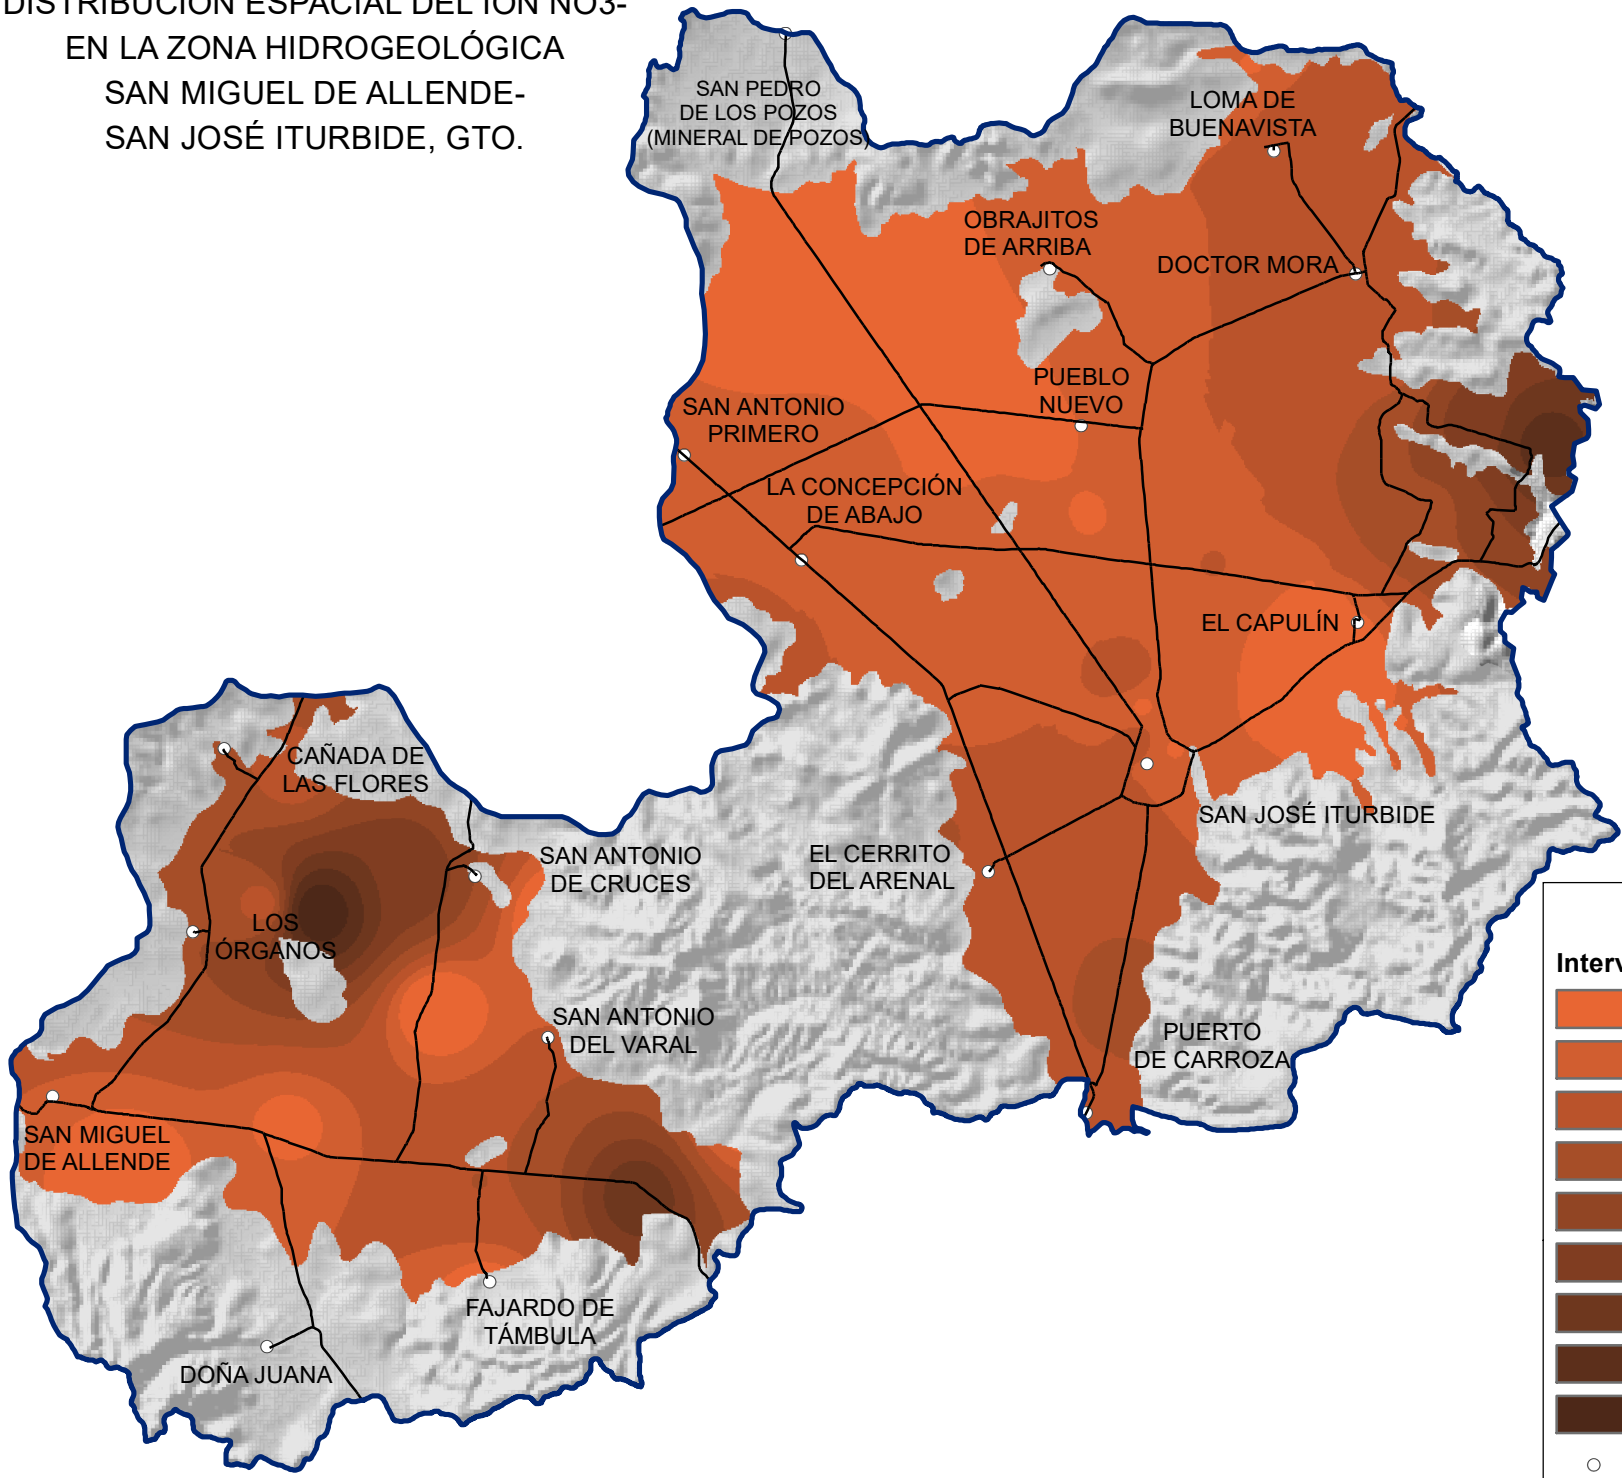 DISTRIBUCIÓN ESPACIAL DEL ION NO3-
EN LA ZONA HIDROGEOLÓGICA
SAN MIGUEL DE ALLENDE-
SAN JOSÉ ITURBIDE, GTO.
SAN PEDRO
DE LOS POZOS
(MINERAL DE POZOS)
LOMA DE
BUENAVISTA
OBRAJITOS
DE ARRIBA
DOCTOR MORA
PUEBLO
NUEVO
SAN ANTONIO
PRIMERO
LA CONCEPCIÓN
DE ABAJO
EL CAPULÍN
CAÑADA DE
LAS FLORES
SAN JOSÉ ITURBIDE
SAN ANTONIO
DE CRUCES
EL CERRITO
DEL ARENAL
LOS
ÓRGANOS
SAN ANTONIO
DEL VARAL
PUERTO
DE CARROZA
SAN MIGUEL
DE ALLENDE
FAJARDO DE
TÁMBULA
DOÑA JUANA